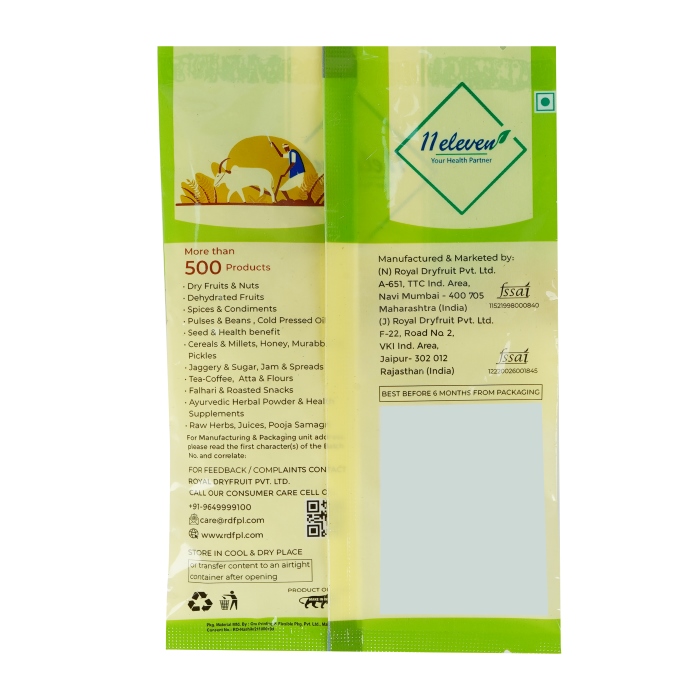 More than
500 Products
· Dry Fruits & Nuts
· Dehydrated Fruits
· Spices & Condiments
· Pulses & Beans , Cold Pressed Oil
· Seed & Health benefit
· Cereals & Millets, Honey, Murabb
Pickles
· Jaggery & Sugar, Jam & Spreads
· Tea-Coffee, Atta & Flours
· Falhari & Roasted Snacks
· Ayurvedic Herbal Powder & Heal
Supplements
· Raw Herbs, Juices, Pooja Samagr
For Manufacturing & Packaging unit add
please read the first character(s) of the
No. and correlate:
FOR FEEDBACK / COMPLAINTS CON
ROYAL DRYFRUIT PVT. LTD.
CALL OUR CONSUMER CARE CELL
+91-9649999100
care@rdfpl.com
www.rdfpl.com
STORE IN COOL & DRY PLACE
or transfer content to an airtight
container after opening
PRODUCT O
11 eleven
Your Health Partner
Manufactured & Marketed by:
(N) Royal Dryfruit Pvt. Ltd.
A-651, TTC Ind. Area,
Navi Mumbai - 400 705
Maharashtra (India)
fssai
11521998000840
(J) Royal Dryfruit Pvt. Ltd.
F-22, Road No. 2,
VKI Ind. Area,
Jaipur- 302 012
Rajasthan (India)
fssai
12220026001845
BEST BEFORE 6 MONTHS FROM PACKAGING